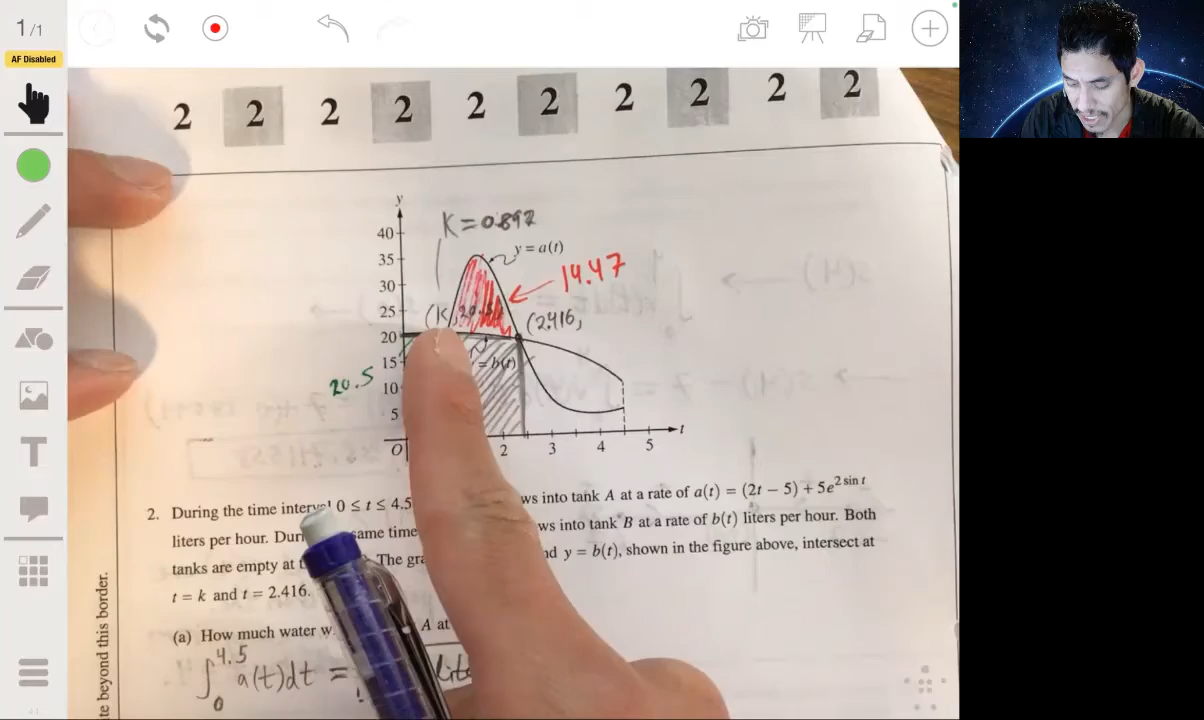 1/1
AF Disabled
2 2 2 2 2 2 2 2 2 2
y
K=0.892
40
35
30
25
20
15
10
5
y = a(t)
14.47
(K,20.5)
(2.416,
= b(t)
20.5
O
2
3
4
5
t
2. During the time interval 0 ≤ t ≤ 4.5 ws into tank A at a rate of a(t) = (2t − 5) + 5e^{2 sin t}
liters per hour. Dur same time ws into tank B at a rate of b(t) liters per hour. Both
tanks are empty at The gra nd y = b(t), shown in the figure above, intersect at
t = k and t = 2.416.
(a) How much water w A at
∫_0^{4.5} a(t)dt = lite
te beyond this border.
T